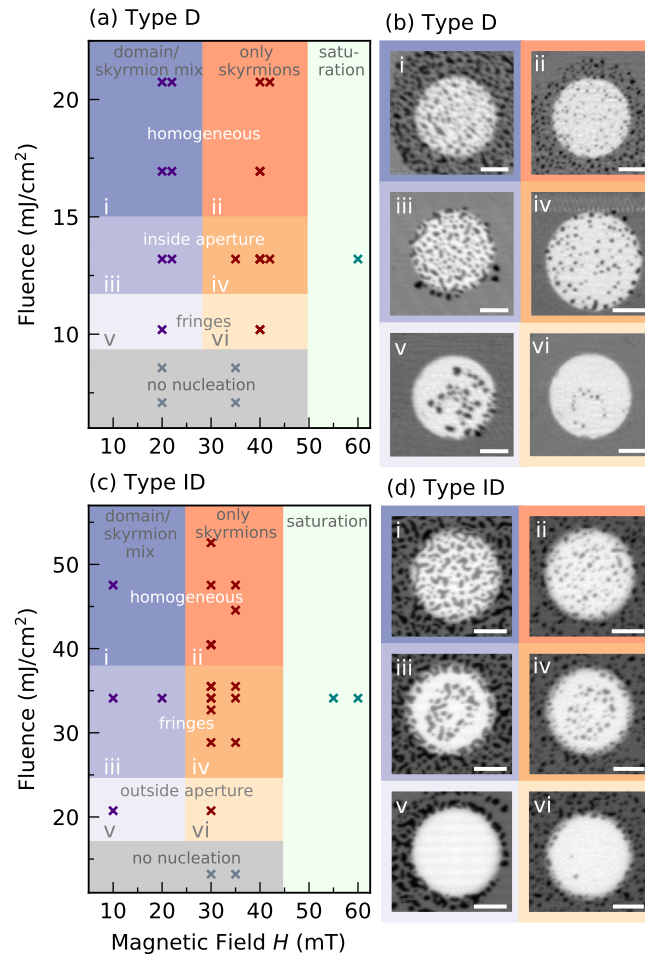 (a) Type D
domain/
skyrmion mix
only
skyrmions
satu-
ration
homogeneous
i
ii
inside aperture
iii
iv
fringes
v
vi
no nucleation
20
15
10
Fluence (mJ/cm²)
10 20 30 40 50 60
(b) Type D
i
ii
iii
iv
v
vi
(c) Type ID
domain/
skyrmion
mix
only
skyrmions
saturation
homogeneous
i
ii
fringes
iii
iv
outside aperture
v
vi
no nucleation
50
40
30
20
Fluence (mJ/cm²)
10 20 30 40 50 60
Magnetic Field H (mT)
(d) Type ID
i
ii
iii
iv
v
vi